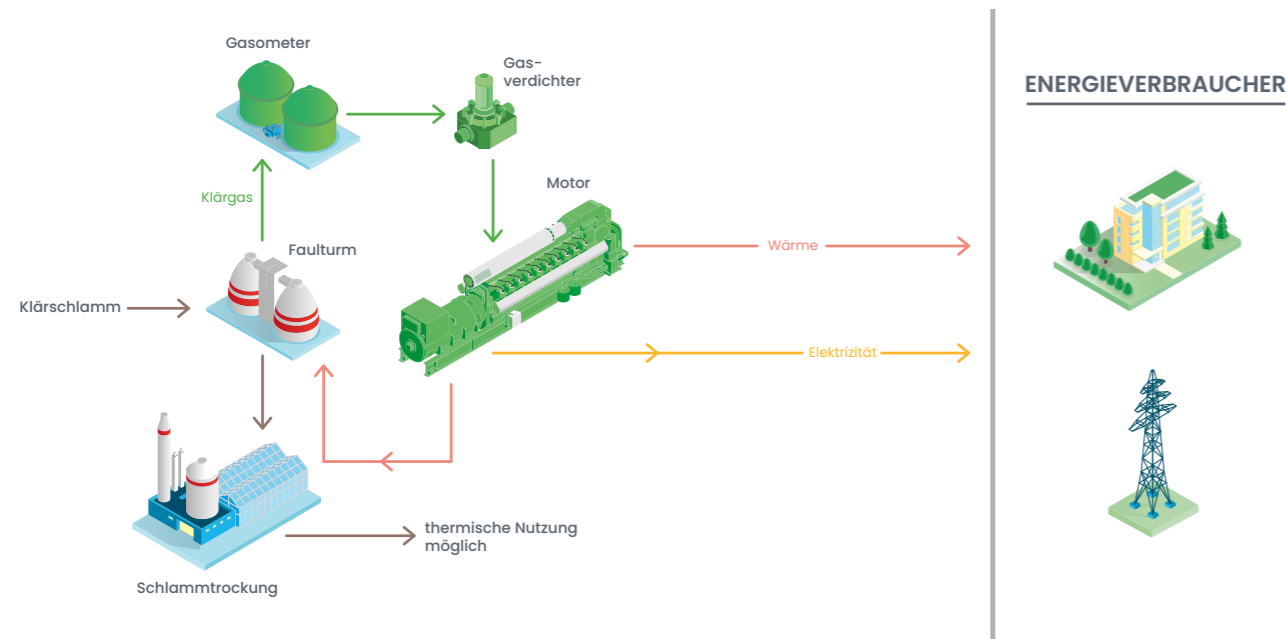 Gasometer
Gas-
verdichter
ENERGIEVERBRAUCHER
Klärgas
Motor
Faulturm
Wärme
Klärschlamm
Elektrizität
thermische Nutzung
möglich
Schlammtrockung